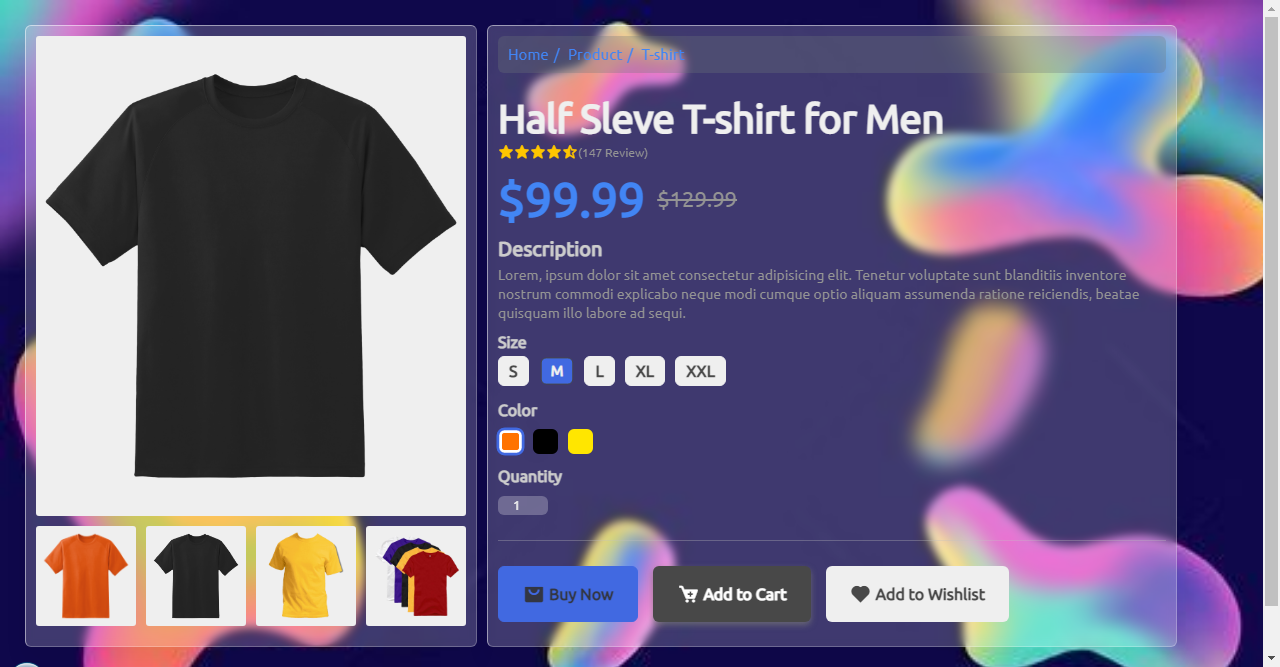 Home / Product / T-shirt
Half Sleve T-shirt for Men
(147 Review)
$99.99 $129.99
Description
Lorem, ipsum dolor sit amet consectetur adipisicing elit. Tenetur voluptate sunt blanditiis inventore
nostrum commodi explicabo neque modi cumque optio aliquam assumenda ratione reiciendis, beatae
quisquam illo labore ad sequi.
Size
S M L XL XXL
Color
Quantity
1
Buy Now Add to Cart Add to Wishlist